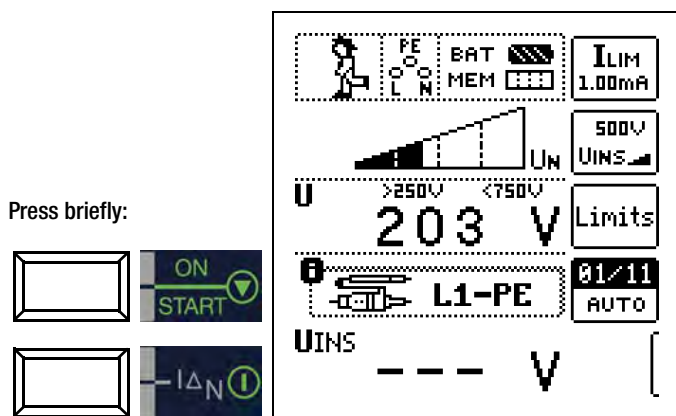 Press briefly:
ON
START
IΔN
PE
L N
BAT
MEM
ILIM
1.00mA
UN
500V
UINS
U >250V <750V
203 V
Limits
L1-PE
01/11
AUTO
UINS
--- V